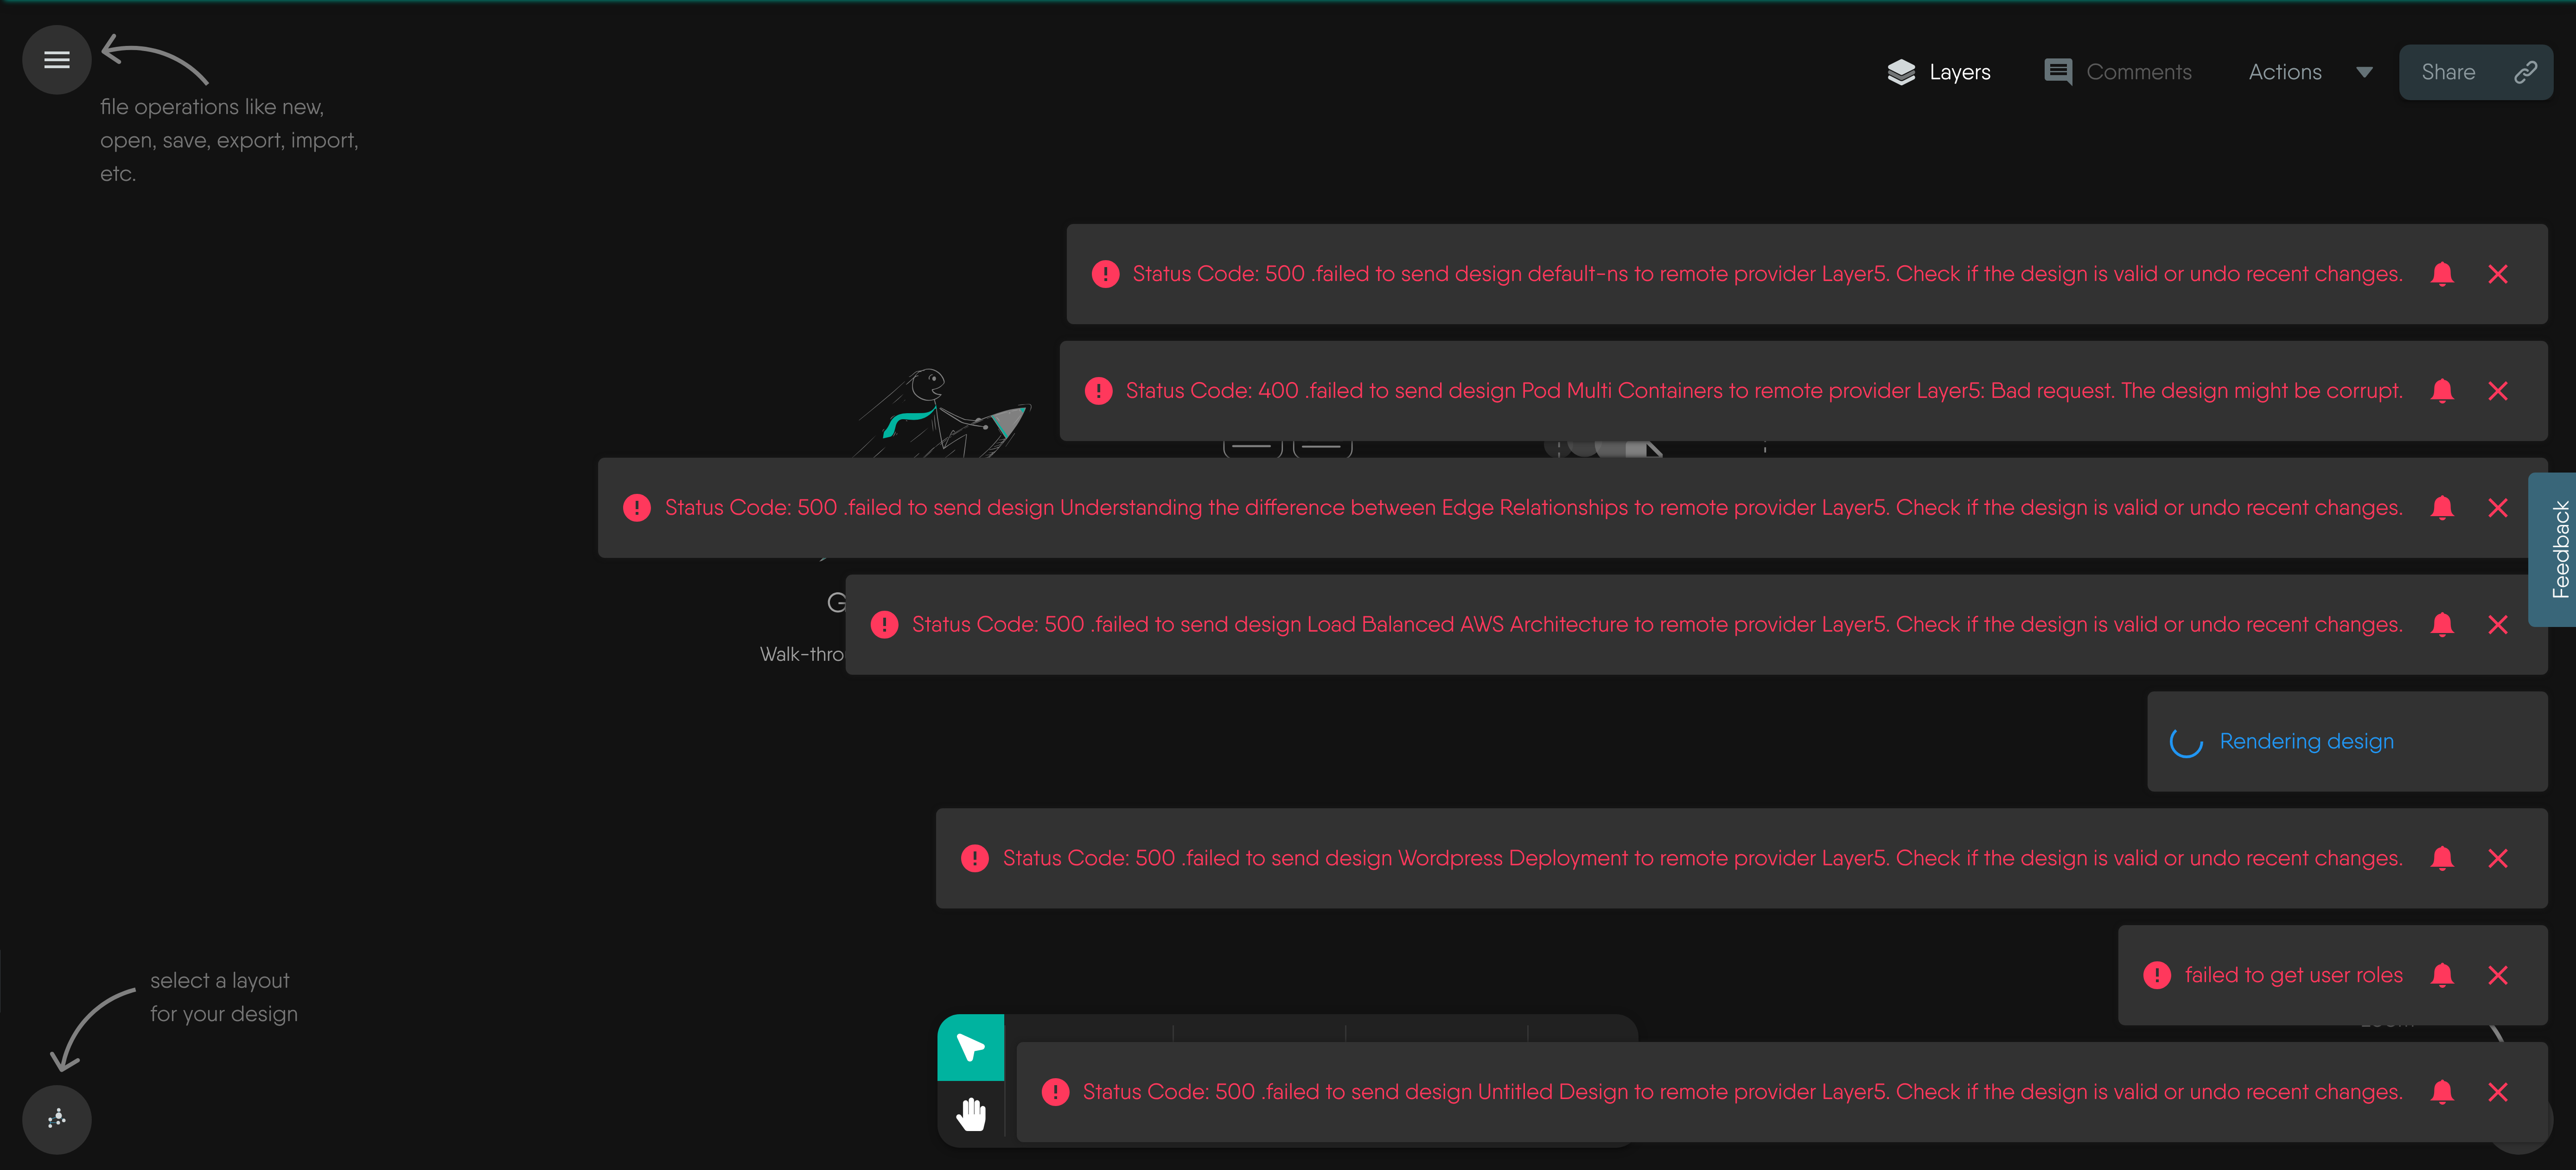 Layers
Comments
Actions
Share
file operations like new,
open, save, export, import,
etc.
Status Code: 500 .failed to send design default-ns to remote provider Layer5. Check if the design is valid or undo recent changes.
Status Code: 400 .failed to send design Pod Multi Containers to remote provider Layer5: Bad request. The design might be corrupt.
Status Code: 500 .failed to send design Understanding the difference between Edge Relationships to remote provider Layer5. Check if the design is valid or undo recent changes.
Feedback
G
Status Code: 500 .failed to send design Load Balanced AWS Architecture to remote provider Layer5. Check if the design is valid or undo recent changes.
Walk-thro
Rendering design
Status Code: 500 .failed to send design Wordpress Deployment to remote provider Layer5. Check if the design is valid or undo recent changes.
failed to get user roles
select a layout
for your design
Status Code: 500 .failed to send design Untitled Design to remote provider Layer5. Check if the design is valid or undo recent changes.